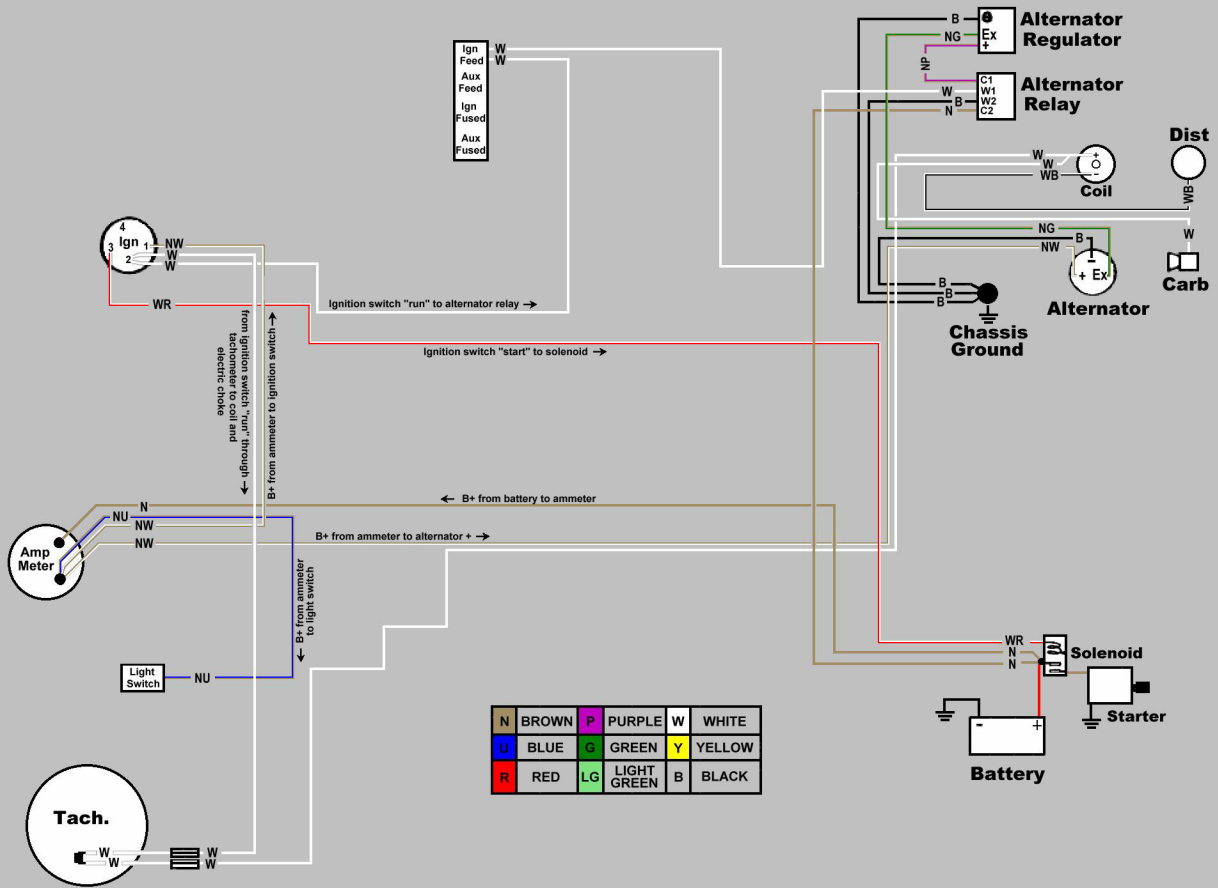 B
NG
Ex
+
Alternator
Regulator
NP
W
B
N
C1
W1
W2
C2
Alternator
Relay
Ign
Feed
Aux
Feed
Ign
Fused
Aux
Fused
W
W
Dist
W
W
WB
+
-
Coil
WB
W
Carb
NG
B
NW
-
+ Ex
Alternator
B
B
B
Chassis
Ground
4
Ign
3
1
2
NW
W
W
WR
Ignition switch "run" to alternator relay →
Ignition switch "start" to solenoid →
from ignition switch "run" through →
tachometer to coil and
electric choke
B+ from ammeter to ignition switch →
← B+ from battery to ammeter
B+ from ammeter to alternator + →
N
NU
NW
NW
Amp
Meter
B+ from ammeter →
to light switch
Light
Switch
NU
WR
N
N
Solenoid
Starter
-
+
Battery
N BROWN P PURPLE W WHITE
U BLUE G GREEN Y YELLOW
R RED LG LIGHT GREEN B BLACK
Tach.
W
W
W
W